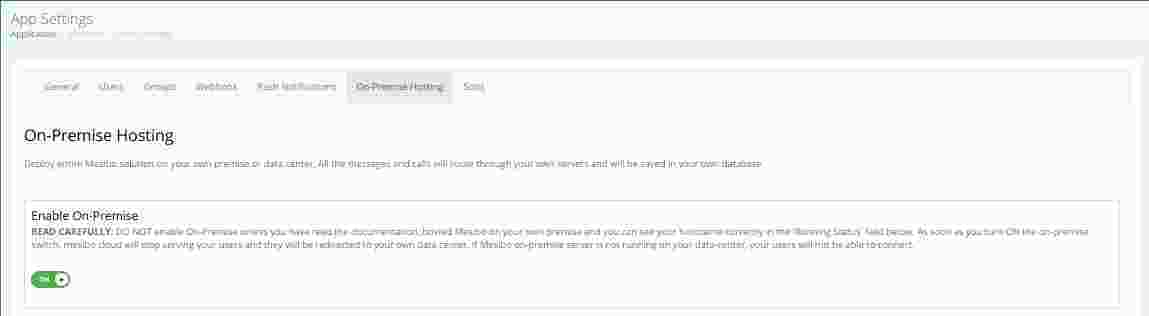 App Settings
Application
General Users Groups Webhook Push Notifications On-Premise Hosting
On-Premise Hosting
Deploy entire Mesibo solution on your own premise or data center. All the messages and calls will route through your own servers and will be saved in your own database
Enable On-Premise
READ CAREFULLY: DO NOT enable On-Premise unless you have read the documentation, hosted Mesibo on your own premise and you can see your hostname correctly in the 'Running Status' field below. As soon as you turn ON the on-premise
switch, mesibo cloud will stop serving your users and they will be redirected to your own data center. If Mesibo on-premise server is not running on your data-center, your users will not be able to connect.
ON